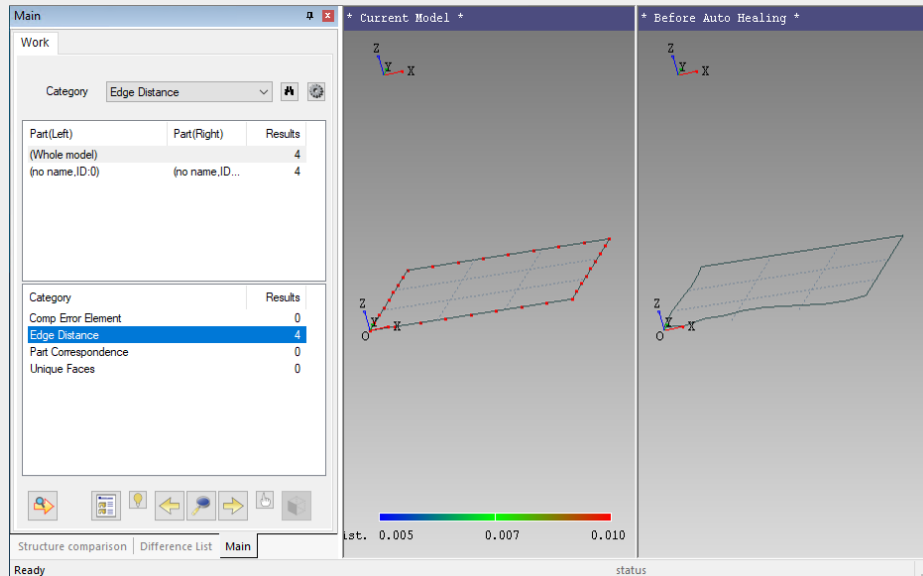 Main
Work
Category Edge Distance
Part(Left) Part(Right) Results
(Whole model) 4
(no name,ID:0) (no name,ID... 4
Category Results
Comp Error Element 0
Edge Distance 4
Part Correspondence 0
Unique Faces 0
Structure comparison Difference List Main
Ready status
* Current Model *
Z
Y X
Z
Y X
O
ist. 0.005 0.007 0.010
* Before Auto Healing *
Z
Y X
Z
Y X
O